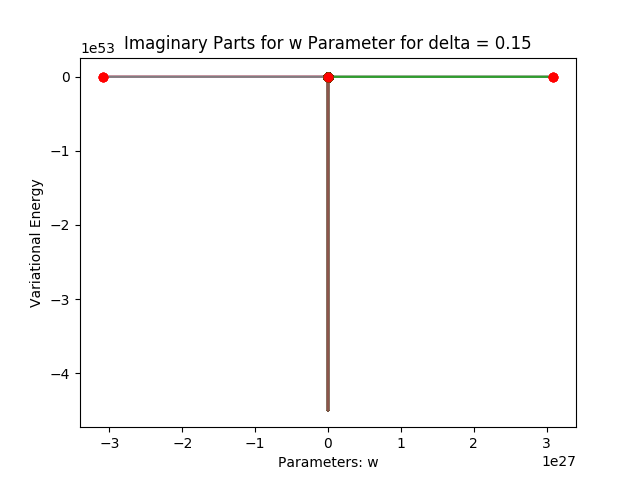 Imaginary Parts for w Parameter for delta = 0.15
1e53
0
−1
−2
−3
−4
Variational Energy
−3 −2 −1 0 1 2 3
1e27
Parameters: w